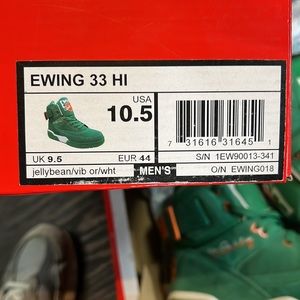 EWING 33 HI
USA
10.5
UK 9.5
EUR 44
jellybean/vib or/wht
MEN'S
7 31616 31645 1
S/N 1EW90013-341
O/N EWING018